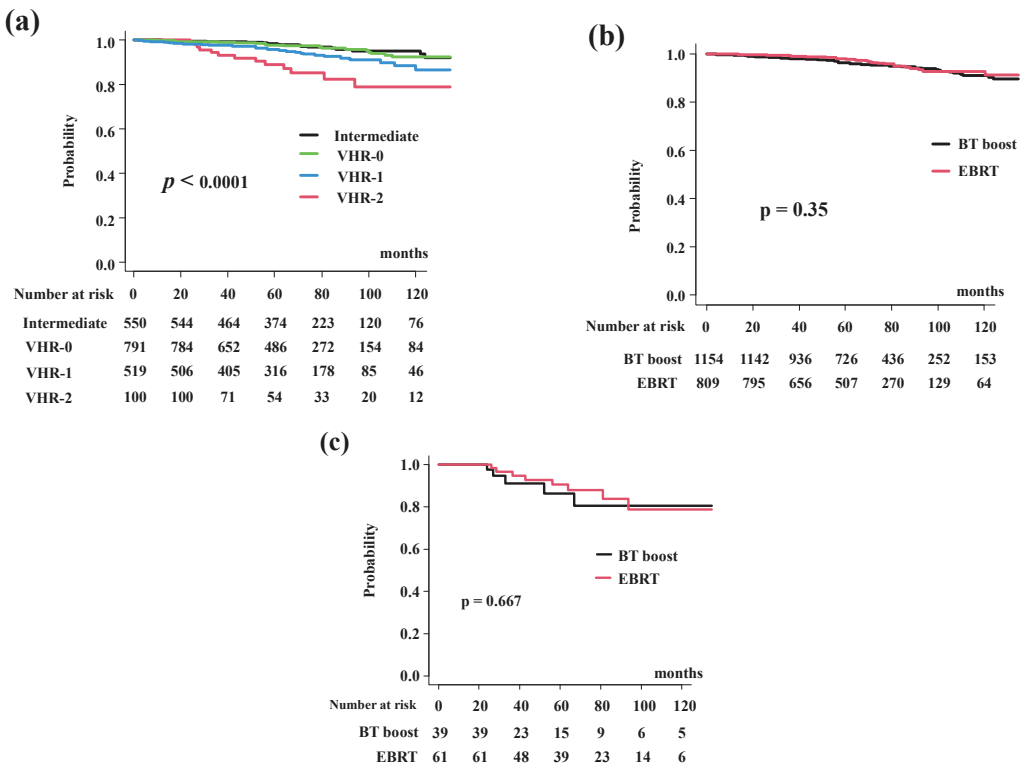 (a)
1.0
0.8
0.6
0.4
0.2
0.0
Probability
Intermediate
VHR-0
VHR-1
VHR-2
p < 0.0001
months
Number at risk 0 20 40 60 80 100 120
Intermediate 550 544 464 374 223 120 76
VHR-0 791 784 652 486 272 154 84
VHR-1 519 506 405 316 178 85 46
VHR-2 100 100 71 54 33 20 12
(b)
1.0
0.8
0.6
0.4
0.2
0.0
Probability
BT boost
EBRT
p = 0.35
months
Number at risk 0 20 40 60 80 100 120
BT boost 1154 1142 936 726 436 252 153
EBRT 809 795 656 507 270 129 64
(c)
1.0
0.8
0.6
0.4
0.2
0.0
Probability
BT boost
EBRT
p = 0.667
months
Number at risk 0 20 40 60 80 100 120
BT boost 39 39 23 15 9 6 5
EBRT 61 61 48 39 23 14 6